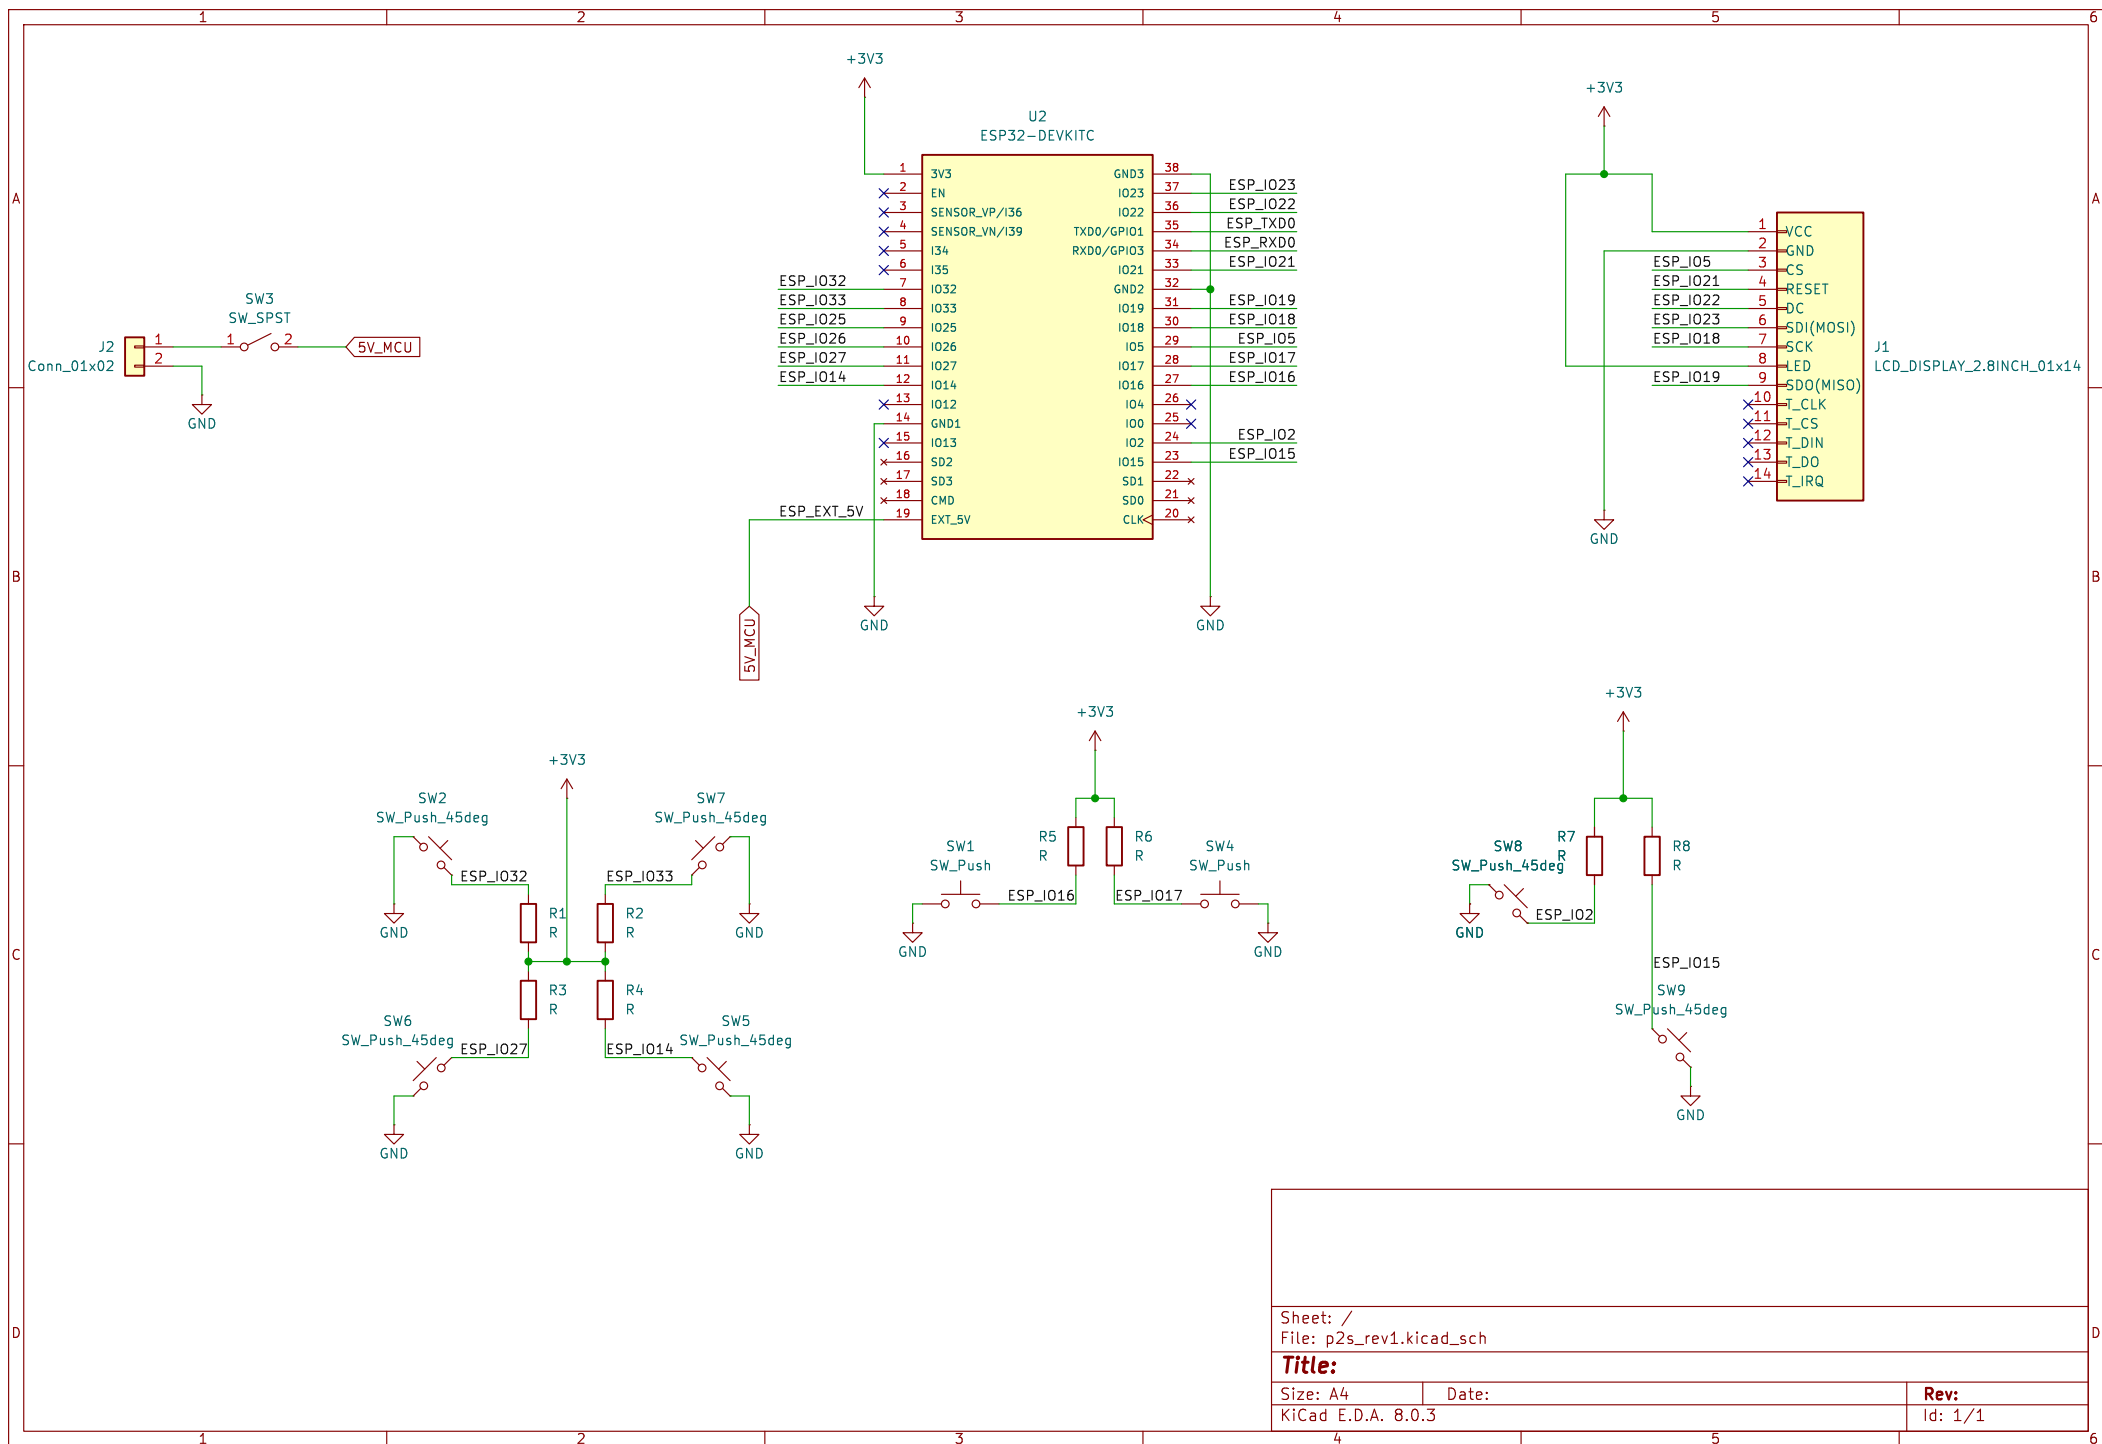 1 2 3 4 5 6
A
B
C
D
A
B
C
D
+3V3
U2
ESP32-DEVKITC
1 3V3
2 EN
3 SENSOR_VP/I36
4 SENSOR_VN/I39
5 I34
6 I35
ESP_IO32 7 IO32
ESP_IO33 8 IO33
ESP_IO25 9 IO25
ESP_IO26 10 IO26
ESP_IO27 11 IO27
ESP_IO14 12 IO14
13 IO12
14 GND1
15 IO13
16 SD2
17 SD3
18 CMD
ESP_EXT_5V 19 EXT_5V
GND3 38
IO23 37 ESP_IO23
IO22 36 ESP_IO22
TXD0/GPIO1 35 ESP_TXD0
RXD0/GPIO3 34 ESP_RXD0
IO21 33 ESP_IO21
GND2 32
IO19 31 ESP_IO19
IO18 30 ESP_IO18
IO5 29 ESP_IO5
IO17 28 ESP_IO17
IO16 27 ESP_IO16
IO4 26
IO0 25
IO2 24 ESP_IO2
IO15 23 ESP_IO15
SD1 22
SD0 21
CLK 20
5V_MCU
GND
GND
+3V3
1 VCC
2 GND
ESP_IO5 3 CS
ESP_IO21 4 RESET
ESP_IO22 5 DC
ESP_IO23 6 SDI(MOSI)
ESP_IO18 7 SCK
8 LED
ESP_IO19 9 SDO(MISO)
10 T_CLK
11 T_CS
12 T_DIN
13 T_DO
14 T_IRQ
J1
LCD_DISPLAY_2.8INCH_01x14
GND
SW3
SW_SPST
J2
Conn_01x02
1 1 2 5V_MCU
2
GND
+3V3
SW2
SW_Push_45deg
SW7
SW_Push_45deg
ESP_IO32
ESP_IO33
R1
R
R2
R
GND
GND
R3
R
R4
R
SW6
SW_Push_45deg
SW5
SW_Push_45deg
ESP_IO27
ESP_IO14
GND
GND
+3V3
R5
R
R6
R
SW1
SW_Push
SW4
SW_Push
ESP_IO16
ESP_IO17
GND
GND
+3V3
R7
R
R8
R
SW8
SW_Push_45deg
ESP_IO2
GND
ESP_IO15
SW9
SW_Push_45deg
GND
Sheet: /
File: p2s_rev1.kicad_sch
Title:
Size: A4 Date: Rev:
KiCad E.D.A. 8.0.3 Id: 1/1
1 2 3 4 5 6